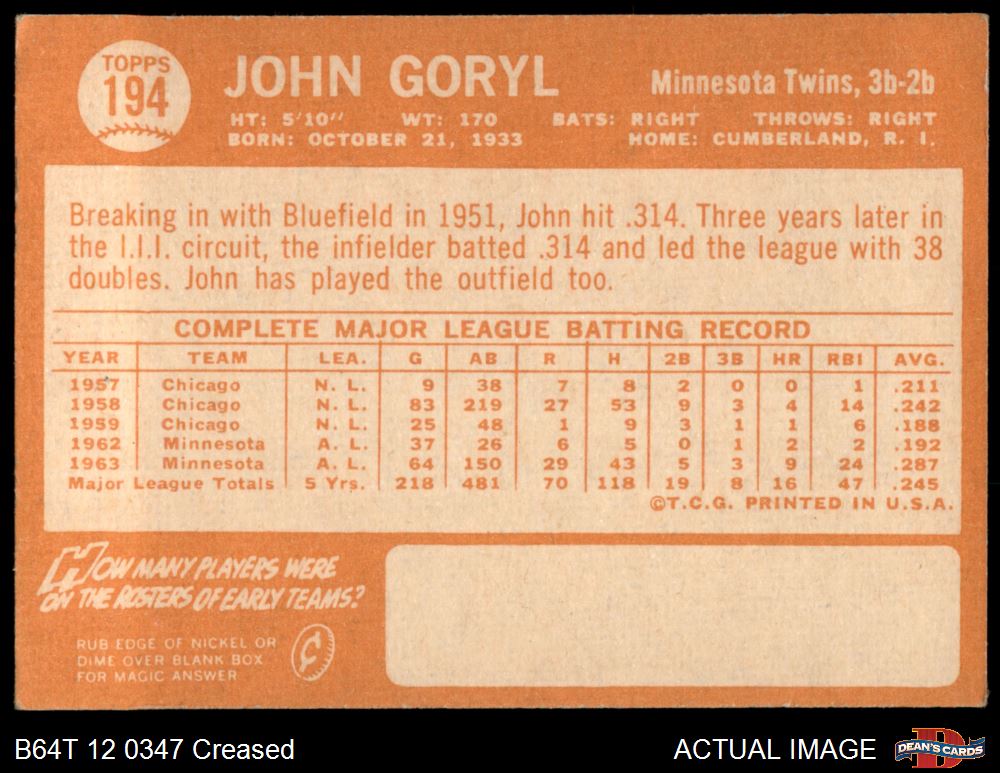 TOPPS
194
JOHN GORYL
Minnesota Twins, 3b-2b
HT: 5'10" WT: 170 BATS: RIGHT THROWS: RIGHT
BORN: OCTOBER 21, 1933 HOME: CUMBERLAND, R. I.
Breaking in with Bluefield in 1951, John hit .314. Three years later in
the I.I.I. circuit, the infielder batted .314 and led the league with 38
doubles. John has played the outfield too.
COMPLETE MAJOR LEAGUE BATTING RECORD
YEAR TEAM LEA. G AB R H 2B 3B HR RBI AVG.
1957 Chicago N. L. 9 38 7 8 2 0 0 1 .211
1958 Chicago N. L. 83 219 27 53 9 3 4 14 .242
1959 Chicago N. L. 25 48 1 9 3 1 1 6 .188
1962 Minnesota A. L. 37 26 6 5 0 1 2 2 .192
1963 Minnesota A. L. 64 150 29 43 5 3 9 24 .287
Major League Totals 5 Yrs. 218 481 70 118 19 8 16 47 .245
©T.C.G. PRINTED IN U.S.A.
HOW MANY PLAYERS WERE
ON THE ROSTERS OF EARLY TEAMS?
RUB EDGE OF NICKEL OR
DIME OVER BLANK BOX
FOR MAGIC ANSWER
¢
B64T 12 0347 Creased
ACTUAL IMAGE
D
DEAN'S CARDS